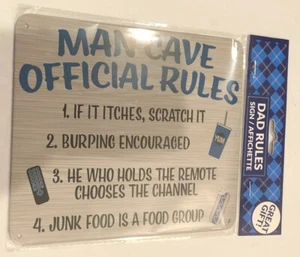 MAN CAVE
OFFICIAL RULES
1. IF IT ITCHES, SCRATCH IT
2. BURPING ENCOURAGED
3. HE WHO HOLDS THE REMOTE
CHOOSES THE CHANNEL
4. JUNK FOOD IS A FOOD GROUP
DAD RULES
SIGN / AFFICHETTE
GREAT
GIFT!